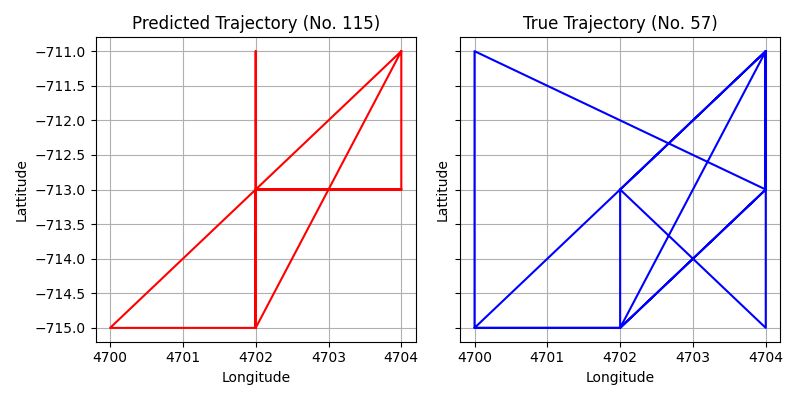 Predicted Trajectory (No. 115)
True Trajectory (No. 57)
Lattitude
−711.0
−711.5
−712.0
−712.5
−713.0
−713.5
−714.0
−714.5
−715.0
4700 4701 4702 4703 4704
Longitude
Lattitude
4700 4701 4702 4703 4704
Longitude